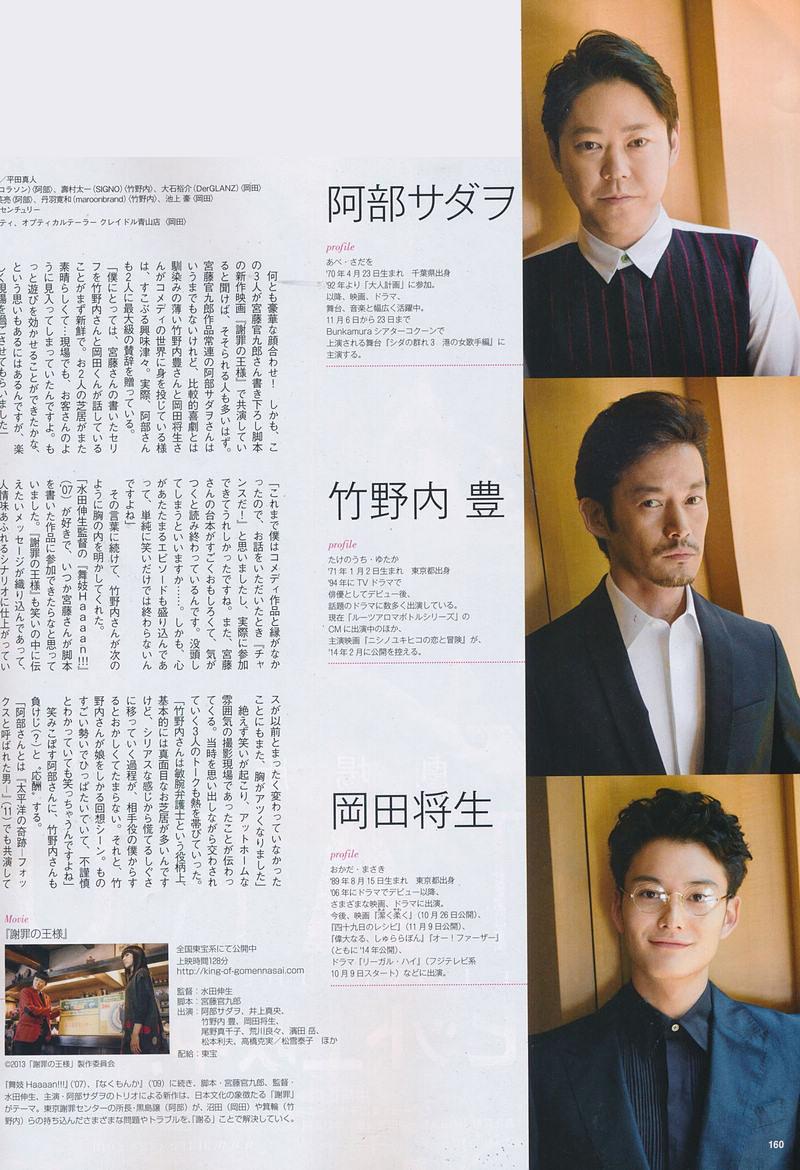 ／平田真人
コラソン)〈阿部〉、壽村太一(SIGNO)〈竹野内〉、大石裕介(DerGLANZ)〈岡田〉
英亮〈阿部〉、丹羽寛和(maroonbrand)〈竹野内〉、池上 豪〈岡田〉
センチュリー
ティ、オプティカルテーラー クレイドル青山店〈岡田〉
阿部サダヲ
profile
あべ・さだを
'70年4月23日生まれ　千葉県出身
'92年より「大人計画」に参加。
以降、映画、ドラマ、
舞台、音楽と幅広く活躍中。
11月6日から23日まで
Bunkamuraシアターコクーンで
上演される舞台『シダの群れ3　港の女歌手編』に
主演する。
竹野内 豊
profile
たけのうち・ゆたか
'71年1月2日生まれ　東京都出身
'94年にTVドラマで
俳優としてデビュー後、
話題のドラマに数多く出演している。
現在「ルーツアロマボトルシリーズ」の
CMに出演中のほか、
主演映画『ニシノユキヒコの恋と冒険』が、
'14年2月に公開を控える。
岡田将生
profile
おかだ・まさき
'89年8月15日生まれ　東京都出身
'06年にドラマでデビュー以降、
さまざまな映画、ドラマに出演。
今後、映画『潔く柔く』(10月26日公開)、
『四十九日のレシピ』(11月9日公開)、
『偉大なる、しゅららぼん』『オー！ファーザー』
(ともに'14年公開)、
ドラマ『リーガル・ハイ』(フジテレビ系
10月9日スタート)などに出演。
　何とも豪華な顔合わせ！　しかも、こ
の3人が宮藤官九郎さん書き下ろし脚本
の新作映画『謝罪の王様』で共演してい
ると聞けば、そそられる人も多いはず。
宮藤官九郎作品常連の阿部サダヲさんは
いうまでもないけれど、比較的喜劇とは
馴染みの薄い竹野内豊さんと岡田将生さ
んがコメディの世界に身を投じている様
は、すこぶる興味津々。実際、阿部さん
も2人に最大級の賛辞を贈っている。
「僕にとっては、宮藤さんの書いたセリ
フを竹野内さんと岡田くんが話している
ことがまず新鮮で。お2人の芝居がまた
素晴らしくて…現場でも、お客さんのよ
うに見入ってしまっていたんですよ。も
っと遊びを効かせることができたかな、
という思いもあるにはあるんですが、楽
しく現場を過ごさせてもらいました」
「これまで僕はコメディ作品と縁がなか
ったので、お話をいただいたとき『チャ
ンスだ！』と思いましたし、実際に参加
できてうれしかったですね。また、宮藤
さんの台本がすごくおもしろくて、気が
つくと読み終わっているんです。没頭し
てしまうといいますか……。しかも、心
があたたまるエピソードも盛り込んであ
って、単純に笑いだけでは終わらないん
ですよね」
　その言葉に続けて、竹野内さんが次の
ように胸の内を明かしてくれた。
「水田伸生監督の『舞妓Haaaan!!!』
('07)が好きで、いつか宮藤さんが脚本
を書いた作品に参加できたらなと思って
いました。『謝罪の王様』も笑いの中に伝
えたいメッセージが織り込んであって、
人情味あふれるシナリオに仕上がってい
スが以前とまったく変わっていなかった
ことにもまた、胸がアツくなりました」
　絶えず笑いが起こり、アットホームな
雰囲気の撮影現場であったことが伝わっ
てくる。当時を思い出しながら交わされ
ていく3人のトークも熱を帯びていった。
「竹野内さんは敏腕弁護士という役柄上、
基本的には真面目なお芝居が多いんです
けど、シリアスな感じから慌てるしぐさ
に移っていく過程が、相手役の僕からす
るとおかしくてたまらない。それと、竹
野内さんが娘をしかる回想シーン。もの
すごい勢いでひっぱたいていて、不謹慎
とわかっていても笑っちゃうんですよね」
　笑みこぼす阿部さんに、竹野内さんも
負けじ(？)と〝応酬〟する。
「阿部さんとは『太平洋の奇跡―フォッ
クスと呼ばれた男―』('11)でも共演して
Movie
『謝罪の王様』
全国東宝系にて公開中
上映時間128分
http://king-of-gomennasai.com
監督：水田伸生
脚本：宮藤官九郎
出演：阿部サダヲ、井上真央、
竹野内 豊、岡田将生、
尾野真千子、荒川良々、濱田 岳、
松本利夫、高橋克実／松雪泰子　ほか
配給：東宝
©2013「謝罪の王様」製作委員会
『舞妓Haaaan!!!』('07)、『なくもんか』('09)に続き、脚本・宮藤官九郎、監督・
水田伸生、主演・阿部サダヲのトリオによる新作は、日本文化の象徴たる「謝罪」
がテーマ。東京謝罪センターの所長・黒島譲(阿部)が、沼田(岡田)や箕輪(竹
野内)らの持ち込んださまざまな問題やトラブルを、「謝る」ことで解決していく。
160